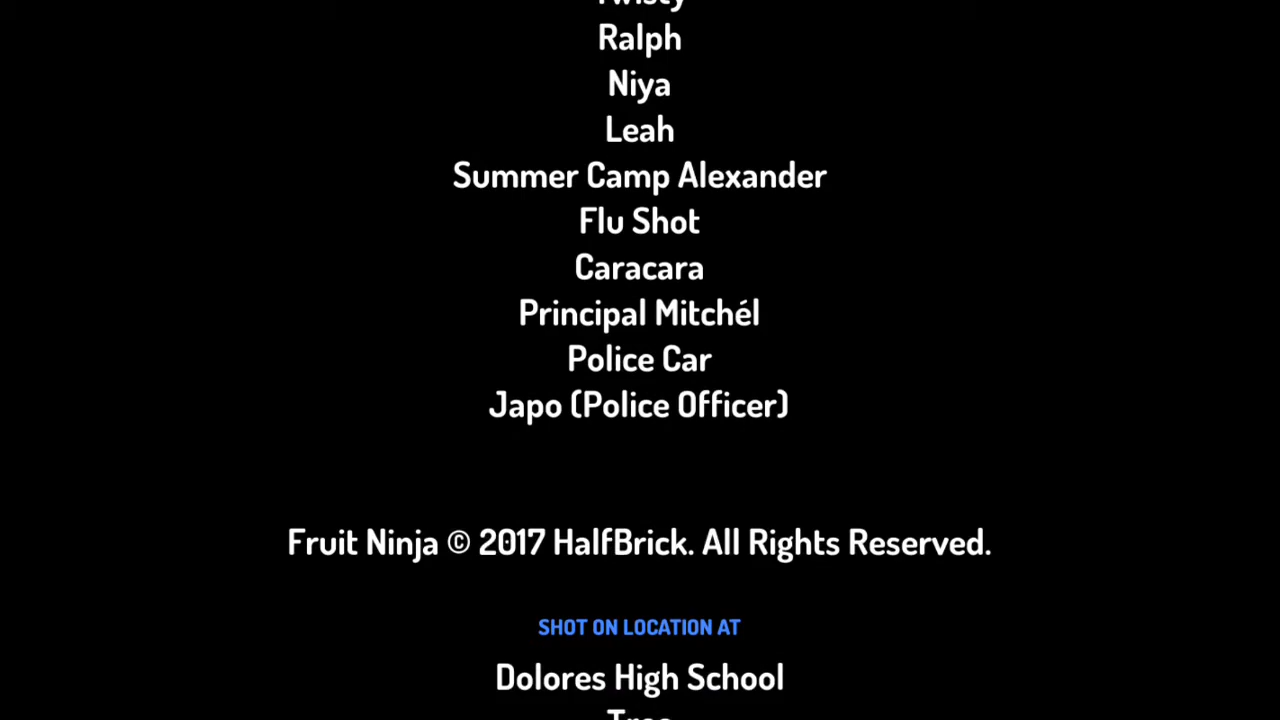 Twisty
Ralph
Niya
Leah
Summer Camp Alexander
Flu Shot
Caracara
Principal Mitchél
Police Car
Japo (Police Officer)
Fruit Ninja © 2017 HalfBrick. All Rights Reserved.
SHOT ON LOCATION AT
Dolores High School